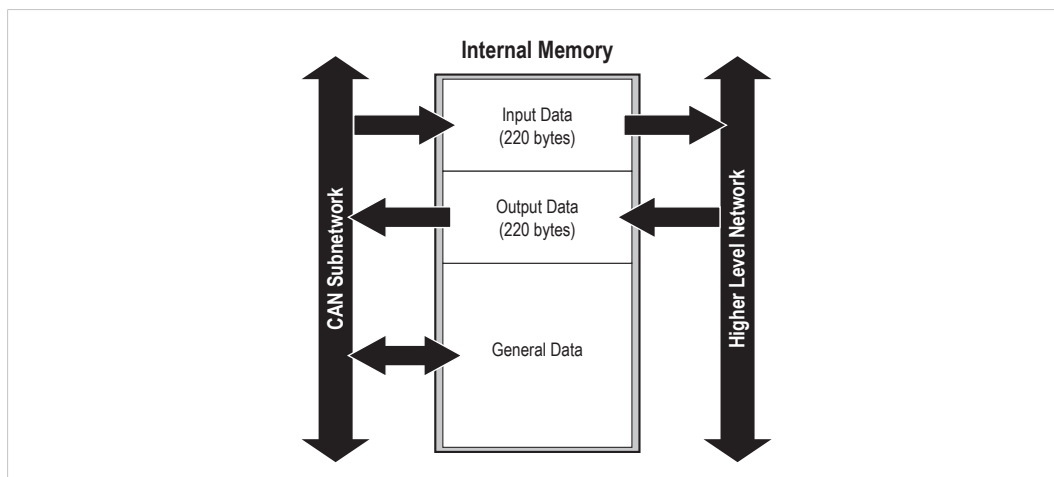 Internal Memory
Input Data
(220 bytes)
Output Data
(220 bytes)
General Data
CAN Subnetwork
Higher Level Network